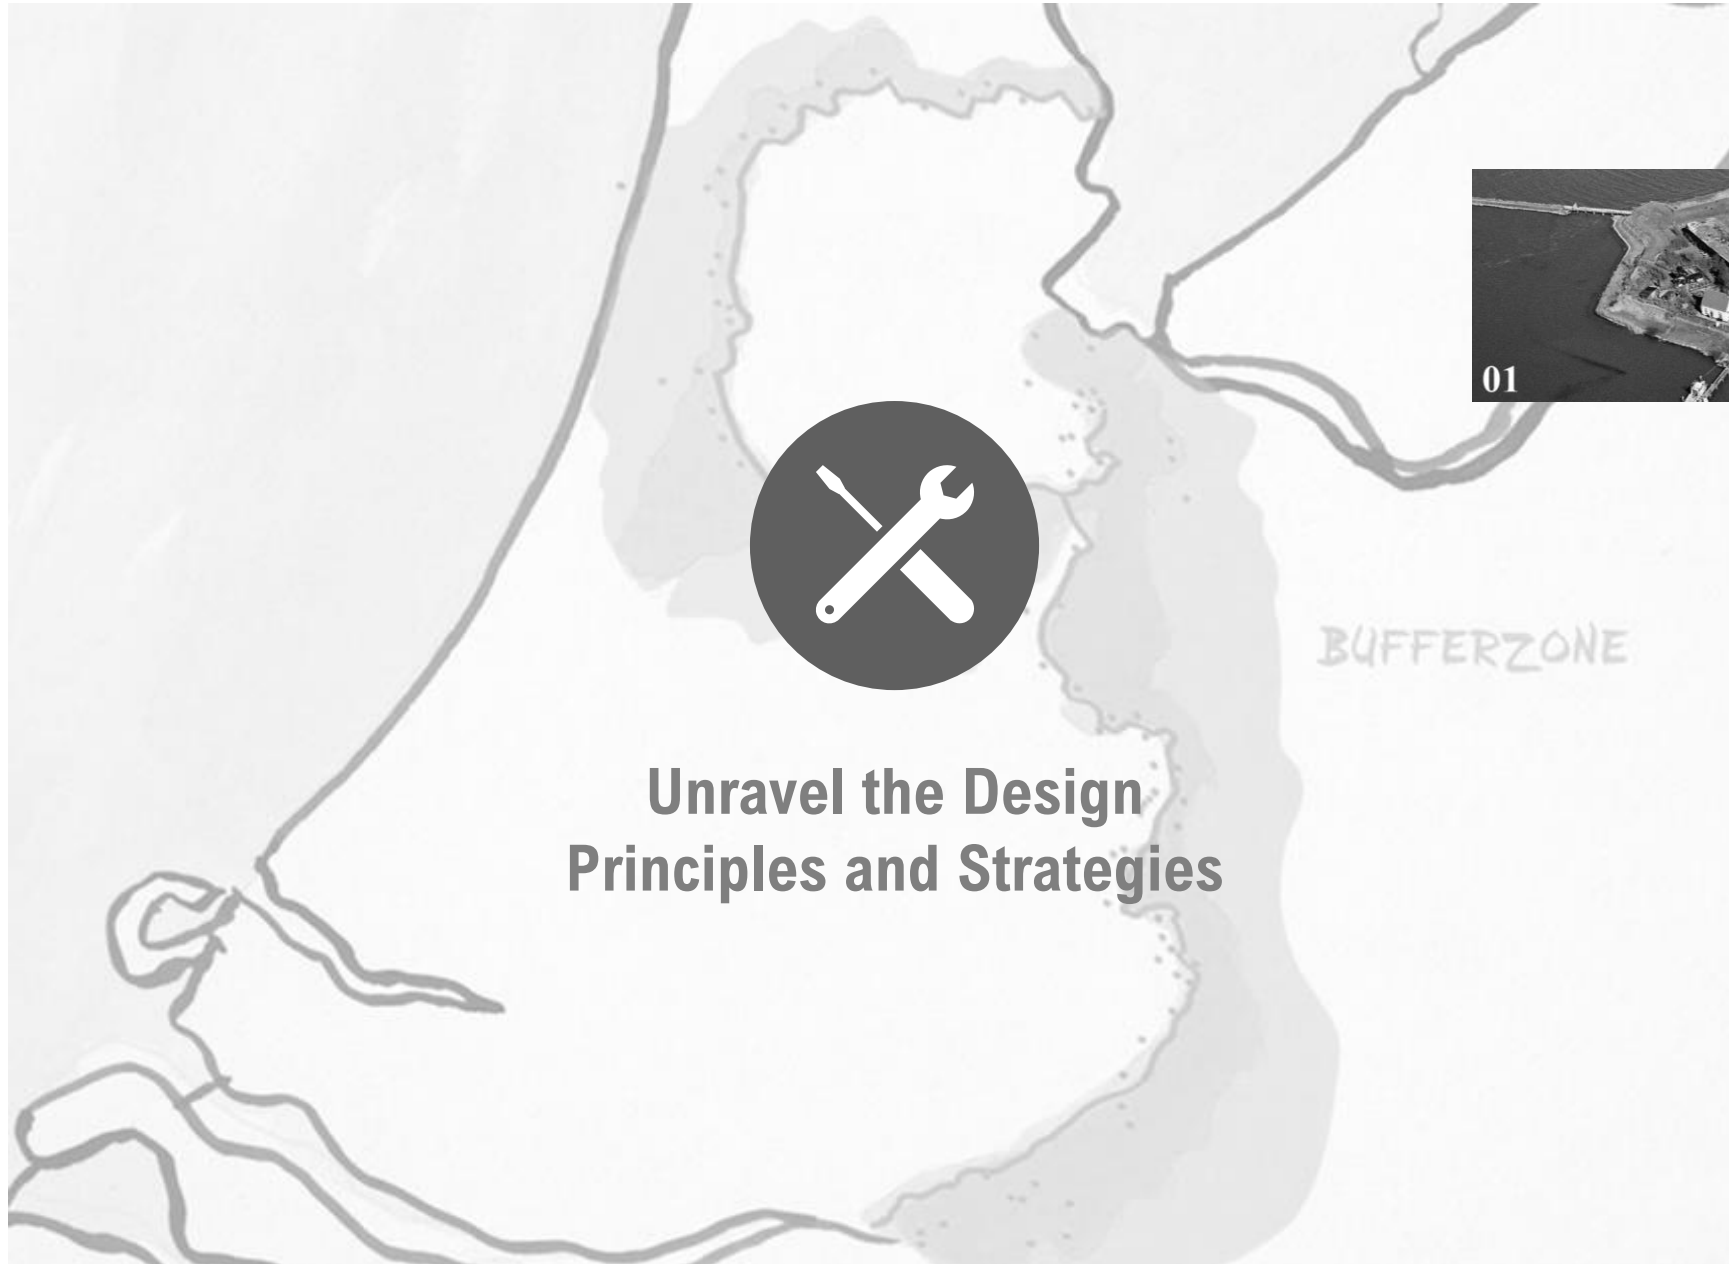 01
BUFFERZONE
Unravel the Design
Principles and Strategies